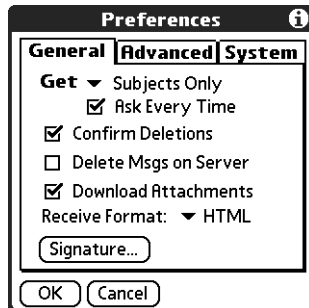 Preferences
General Advanced System
Get Subjects Only
Ask Every Time
Confirm Deletions
Delete Msgs on Server
Download Attachments
Receive Format: HTML
Signature...
OK Cancel